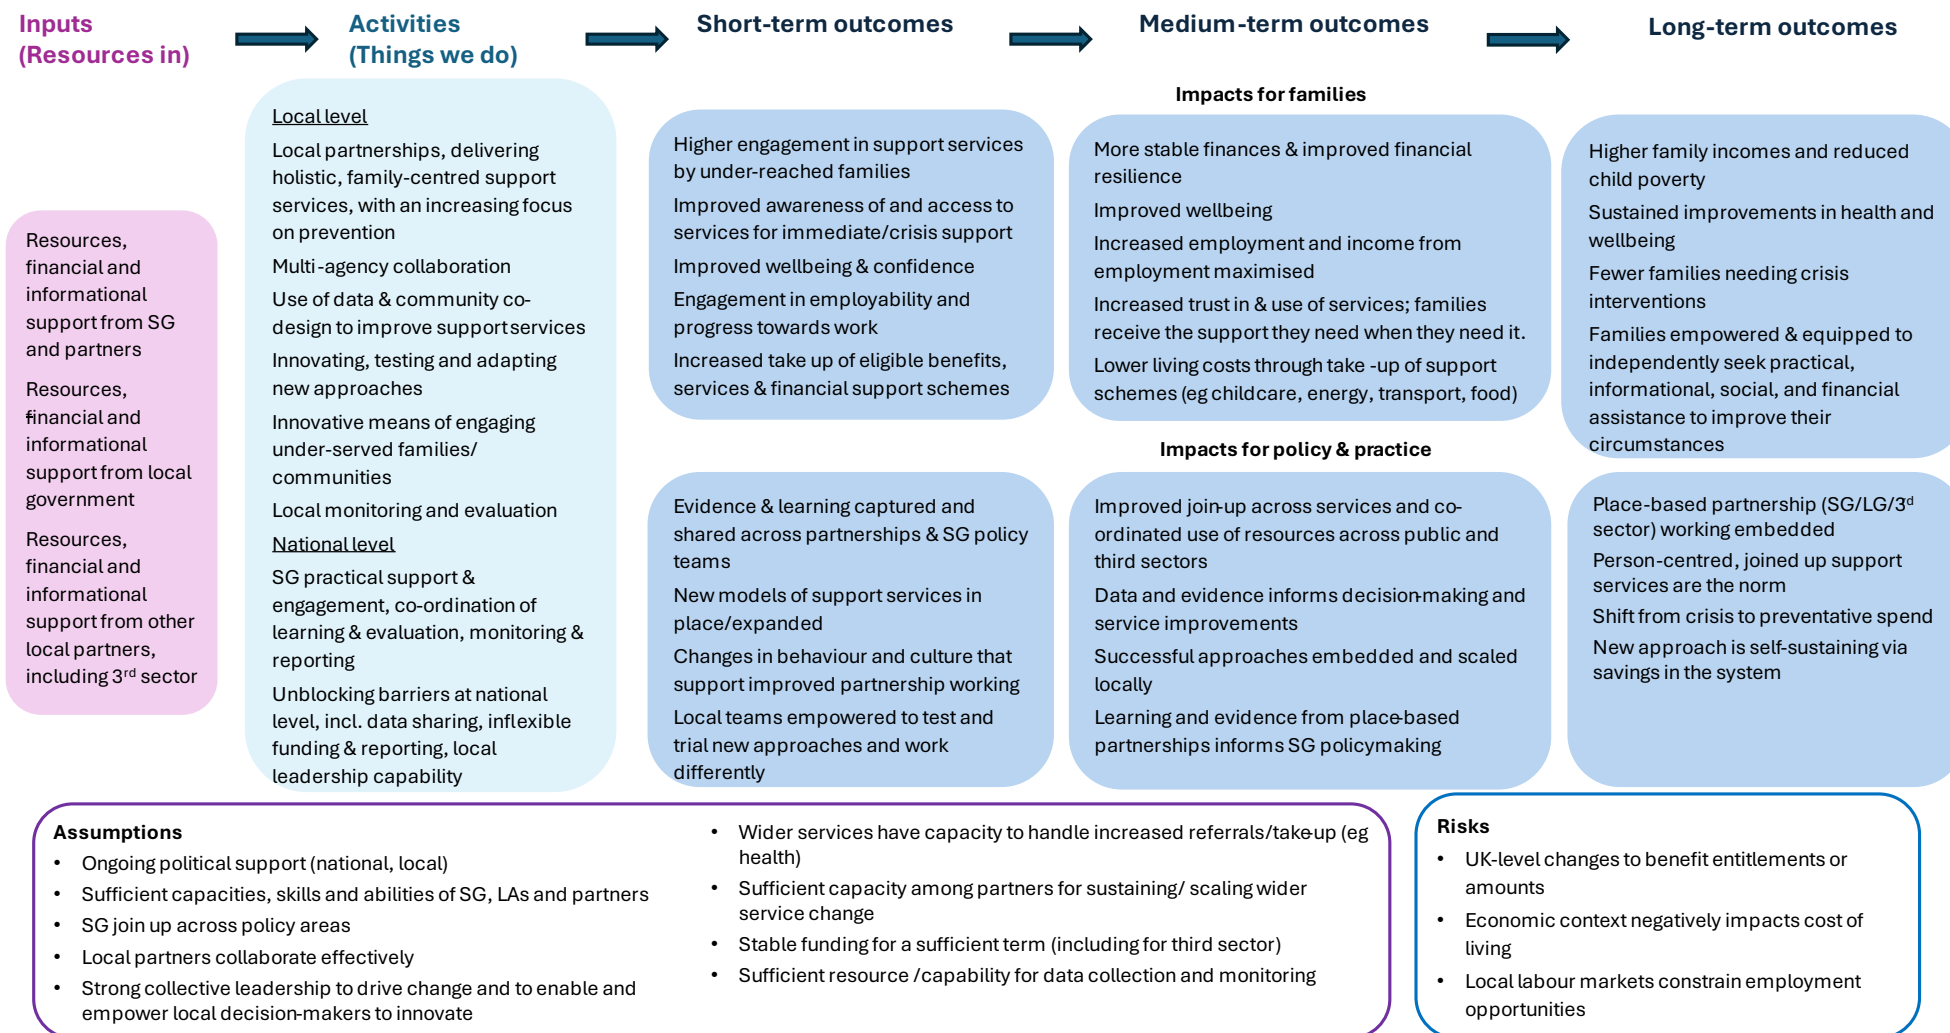 Inputs
(Resources in)
Activities
(Things we do)
Short-term outcomes
Medium-term outcomes
Long-term outcomes
Resources,
financial and
informational
support from SG
and partners
Resources,
financial and
informational
support from local
government
Resources,
financial and
informational
support from other
local partners,
including 3rd sector
Local level
Local partnerships, delivering
holistic, family-centred support
services, with an increasing focus
on prevention
Multi-agency collaboration
Use of data & community co-
design to improve support services
Innovating, testing and adapting
new approaches
Innovative means of engaging
under-served families/
communities
Local monitoring and evaluation
National level
SG practical support &
engagement, co-ordination of
learning & evaluation, monitoring &
reporting
Unblocking barriers at national
level, incl. data sharing, inflexible
funding & reporting, local
leadership capability
Impacts for families
Higher engagement in support services
by under-reached families
Improved awareness of and access to
services for immediate/crisis support
Improved wellbeing & confidence
Engagement in employability and
progress towards work
Increased take up of eligible benefits,
services & financial support schemes
More stable finances & improved financial
resilience
Improved wellbeing
Increased employment and income from
employment maximised
Increased trust in & use of services; families
receive the support they need when they need it.
Lower living costs through take -up of support
schemes (eg childcare, energy, transport, food)
Higher family incomes and reduced
child poverty
Sustained improvements in health and
wellbeing
Fewer families needing crisis
interventions
Families empowered & equipped to
independently seek practical,
informational, social, and financial
assistance to improve their
circumstances
Impacts for policy & practice
Evidence & learning captured and
shared across partnerships & SG policy
teams
New models of support services in
place/expanded
Changes in behaviour and culture that
support improved partnership working
Local teams empowered to test and
trial new approaches and work
differently
Improved join-up across services and co-
ordinated use of resources across public and
third sectors
Data and evidence informs decision-making and
service improvements
Successful approaches embedded and scaled
locally
Learning and evidence from place-based
partnerships informs SG policymaking
Place-based partnership (SG/LG/3rd
sector) working embedded
Person-centred, joined up support
services are the norm
Shift from crisis to preventative spend
New approach is self-sustaining via
savings in the system
Assumptions
• Ongoing political support (national, local)
• Sufficient capacities, skills and abilities of SG, LAs and partners
• SG join up across policy areas
• Local partners collaborate effectively
• Strong collective leadership to drive change and to enable and
empower local decision-makers to innovate
• Wider services have capacity to handle increased referrals/take-up (eg
health)
• Sufficient capacity among partners for sustaining/ scaling wider
service change
• Stable funding for a sufficient term (including for third sector)
• Sufficient resource /capability for data collection and monitoring
Risks
• UK-level changes to benefit entitlements or
amounts
• Economic context negatively impacts cost of
living
• Local labour markets constrain employment
opportunities